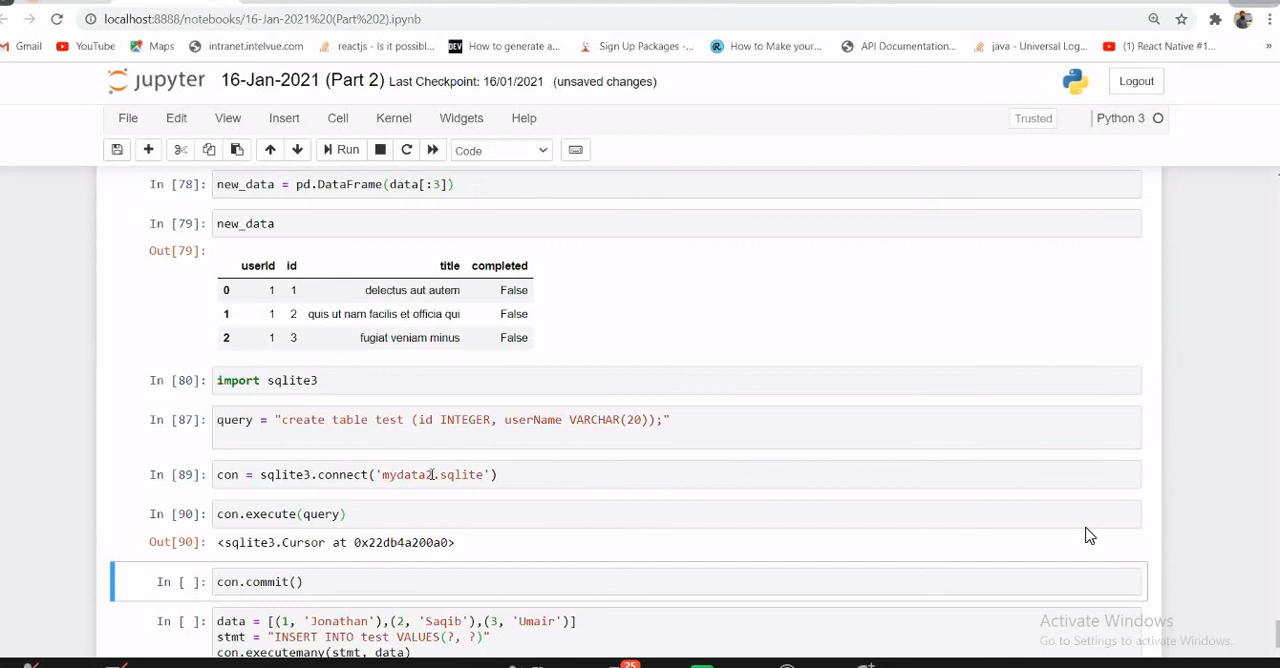 localhost:8888/notebooks/16-Jan-2021%20(Part%202).ipynb
Gmail YouTube Maps intranet.intelvue.com reactjs - Is it possibl... DEV How to generate a... Sign Up Packages -... How to Make your... API Documentation... java - Universal Log... (1) React Native #1... »
jupyter 16-Jan-2021 (Part 2) Last Checkpoint: 16/01/2021 (unsaved changes) Logout
File Edit View Insert Cell Kernel Widgets Help Trusted Python 3
Run Code
In [78]: new_data = pd.DataFrame(data[:3])
In [79]: new_data
Out[79]:
userId id title completed
0 1 1 delectus aut autem False
1 1 2 quis ut nam facilis et officia qui False
2 1 3 fugiat veniam minus False
In [80]: import sqlite3
In [87]: query = "create table test (id INTEGER, userName VARCHAR(20));"
In [89]: con = sqlite3.connect('mydata2.sqlite')
In [90]: con.execute(query)
Out[90]: <sqlite3.Cursor at 0x22db4a200a0>
In [ ]: con.commit()
In [ ]: data = [(1, 'Jonathan'),(2, 'Saqib'),(3, 'Umair')]
stmt = "INSERT INTO test VALUES(?, ?)"
con.executemany(stmt, data)
Activate Windows
Go to Settings to activate Windows.
25